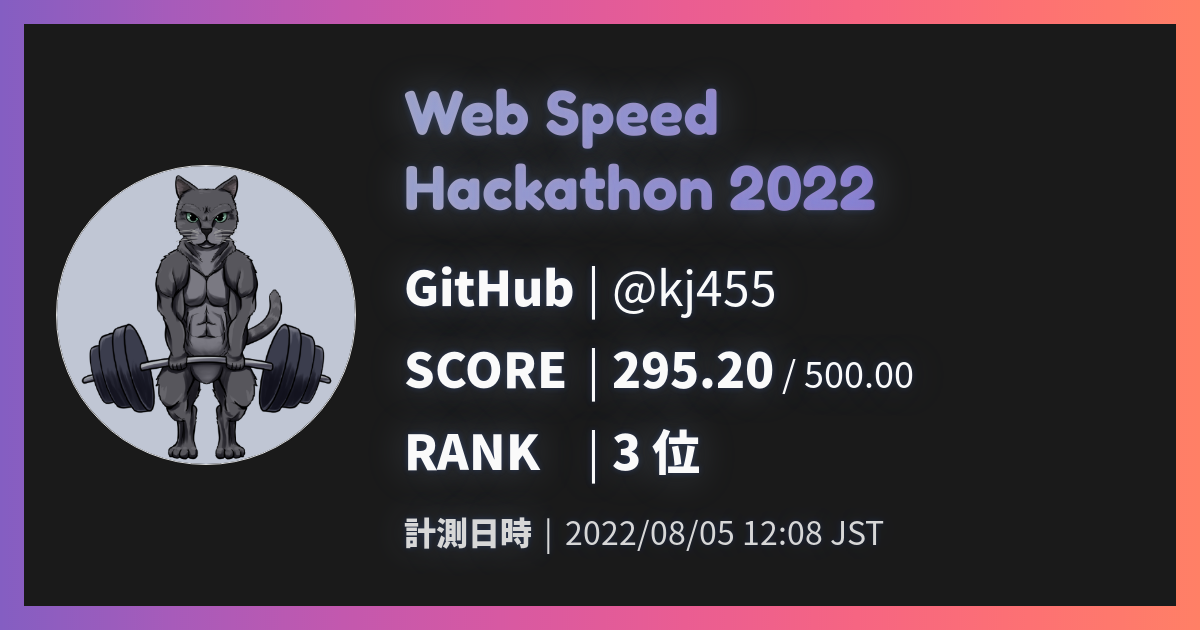 Web Speed
Hackathon 2022
GitHub | @kj455
SCORE | 295.20 / 500.00
RANK | 3 位
計測日時 | 2022/08/05 12:08 JST